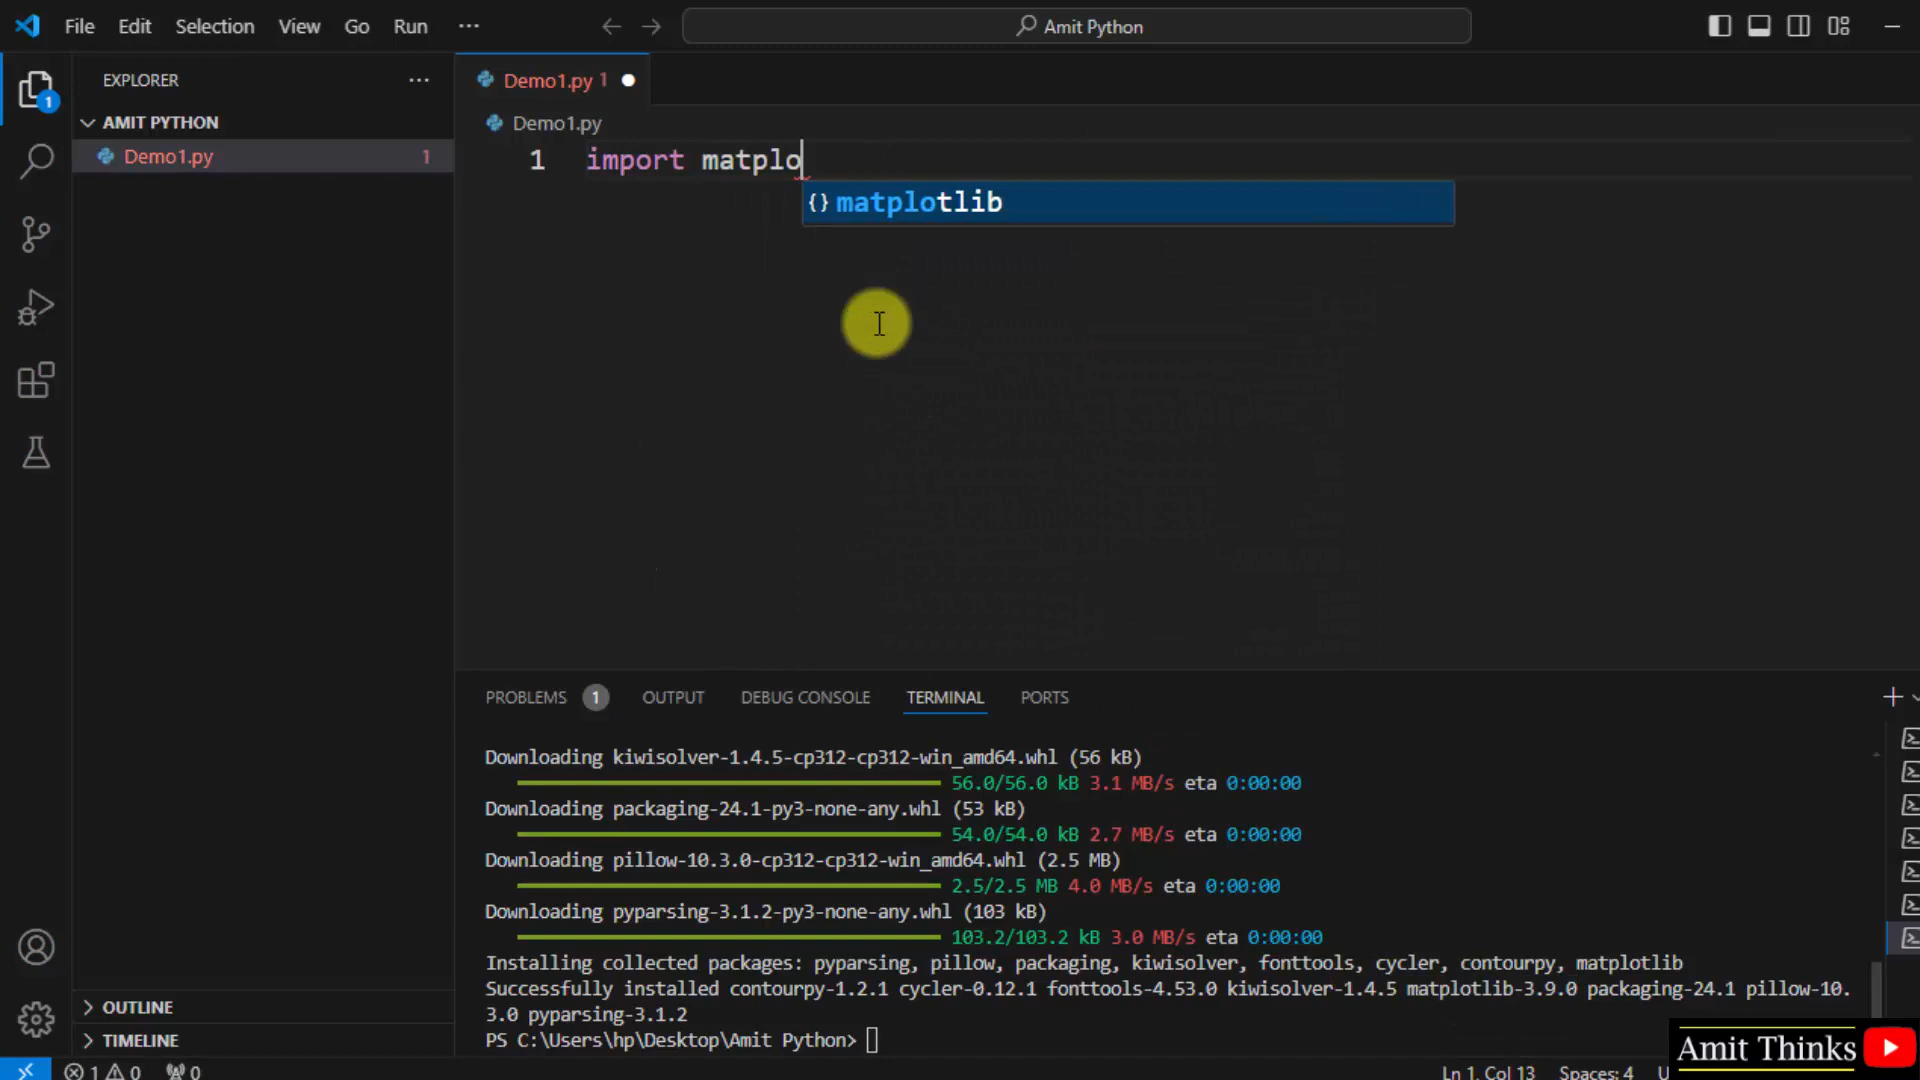 File Edit Selection View Go Run ··· Amit Python
EXPLORER ···
AMIT PYTHON
Demo1.py 1
Demo1.py 1
Demo1.py
1 import matplo
{} matplotlib
PROBLEMS 1 OUTPUT DEBUG CONSOLE TERMINAL PORTS
Downloading kiwisolver-1.4.5-cp312-cp312-win_amd64.whl (56 kB)
56.0/56.0 kB 3.1 MB/s eta 0:00:00
Downloading packaging-24.1-py3-none-any.whl (53 kB)
54.0/54.0 kB 2.7 MB/s eta 0:00:00
Downloading pillow-10.3.0-cp312-cp312-win_amd64.whl (2.5 MB)
2.5/2.5 MB 4.0 MB/s eta 0:00:00
Downloading pyparsing-3.1.2-py3-none-any.whl (103 kB)
103.2/103.2 kB 3.0 MB/s eta 0:00:00
Installing collected packages: pyparsing, pillow, packaging, kiwisolver, fonttools, cycler, contourpy, matplotlib
Successfully installed contourpy-1.2.1 cycler-0.12.1 fonttools-4.53.0 kiwisolver-1.4.5 matplotlib-3.9.0 packaging-24.1 pillow-10.
3.0 pyparsing-3.1.2
PS C:\Users\hp\Desktop\Amit Python>
1
OUTLINE
TIMELINE
1 0 0
Ln 1, Col 13 Spaces: 4
Amit Thinks